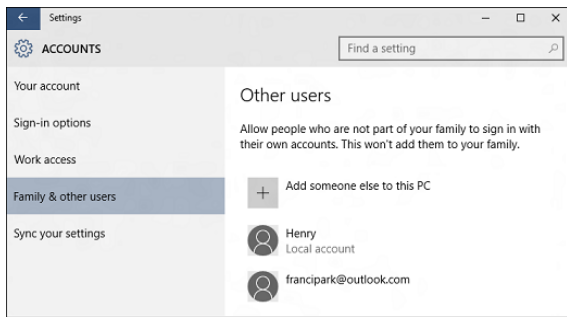 Settings
ACCOUNTS
Find a setting
Your account
Sign-in options
Work access
Family & other users
Sync your settings
Other users
Allow people who are not part of your family to sign in with
their own accounts. This won't add them to your family.
Add someone else to this PC
Henry
Local account
francipark@outlook.com